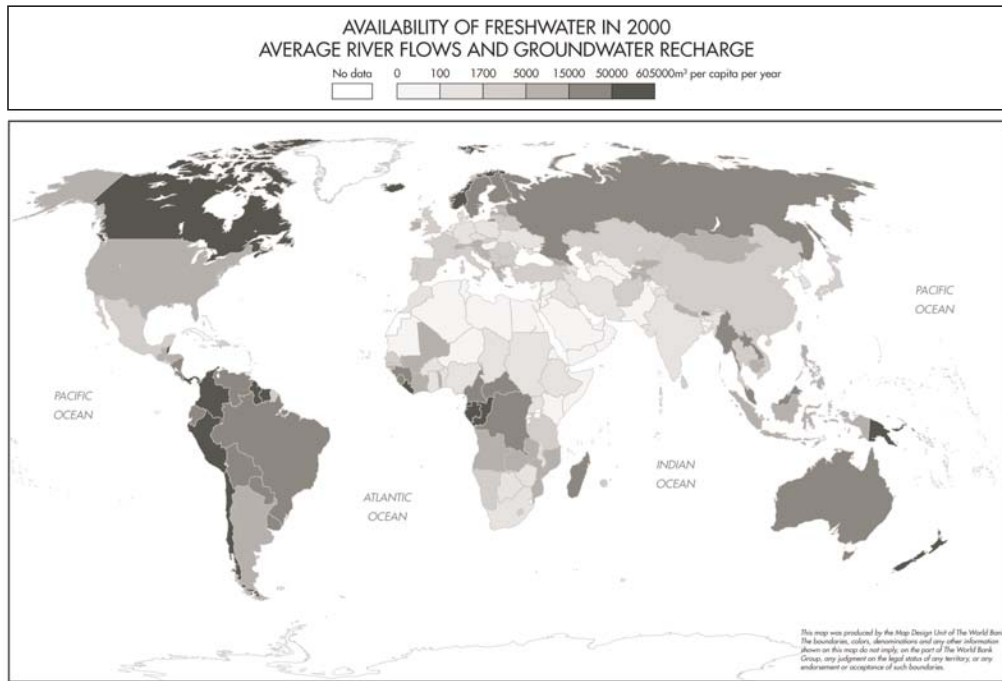 AVAILABILITY OF FRESHWATER IN 2000
AVERAGE RIVER FLOWS AND GROUNDWATER RECHARGE
No data 0 100 1700 5000 15000 50000 605000m³ per capita per year
PACIFIC
OCEAN
PACIFIC
OCEAN
INDIAN
OCEAN
ATLANTIC
OCEAN
This map was produced by the Map Design Unit of The World Bank.
The boundaries, colors, denominations and any other information
shown on this map do not imply, on the part of The World Bank
Group, any judgment on the legal status of any territory, or any
endorsement or acceptance of such boundaries.